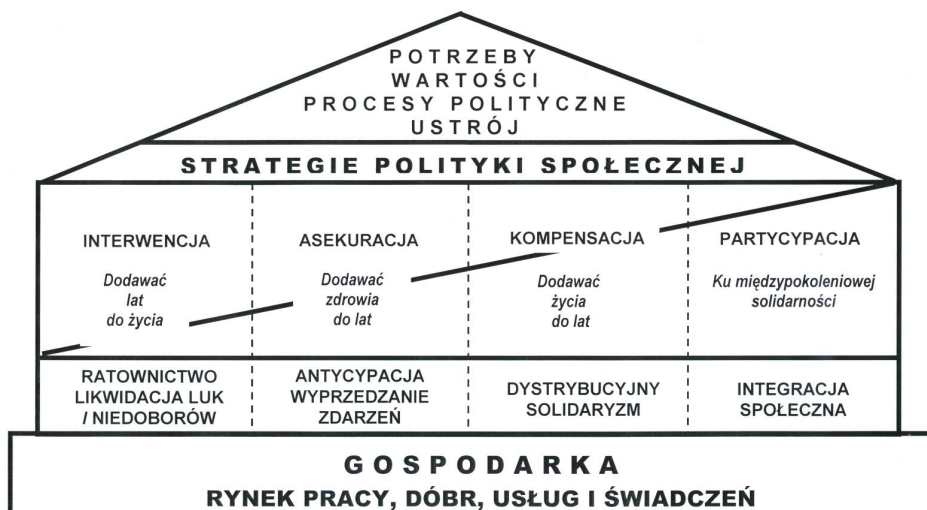 POTRZEBY
WARTOŚCI
PROCESY POLITYCZNE
USTRÓJ
STRATEGIE POLITYKI SPOŁECZNEJ
INTERWENCJA
Dodawać
lat
do życia
ASEKURACJA
Dodawać
zdrowia
do lat
KOMPENSACJA
Dodawać
życia
do lat
PARTYCYPACJA
Ku międzypokoleniowej
solidarności
RATOWNICTWO
LIKWIDACJA LUK
/ NIEDOBORÓW
ANTYCYPACJA
WYPRZEDZANIE
ZDARZEŃ
DYSTRYBUCYJNY
SOLIDARYZM
INTEGRACJA
SPOŁECZNA
GOSPODARKA
RYNEK PRACY, DÓBR, USŁUG I ŚWIADCZEŃ